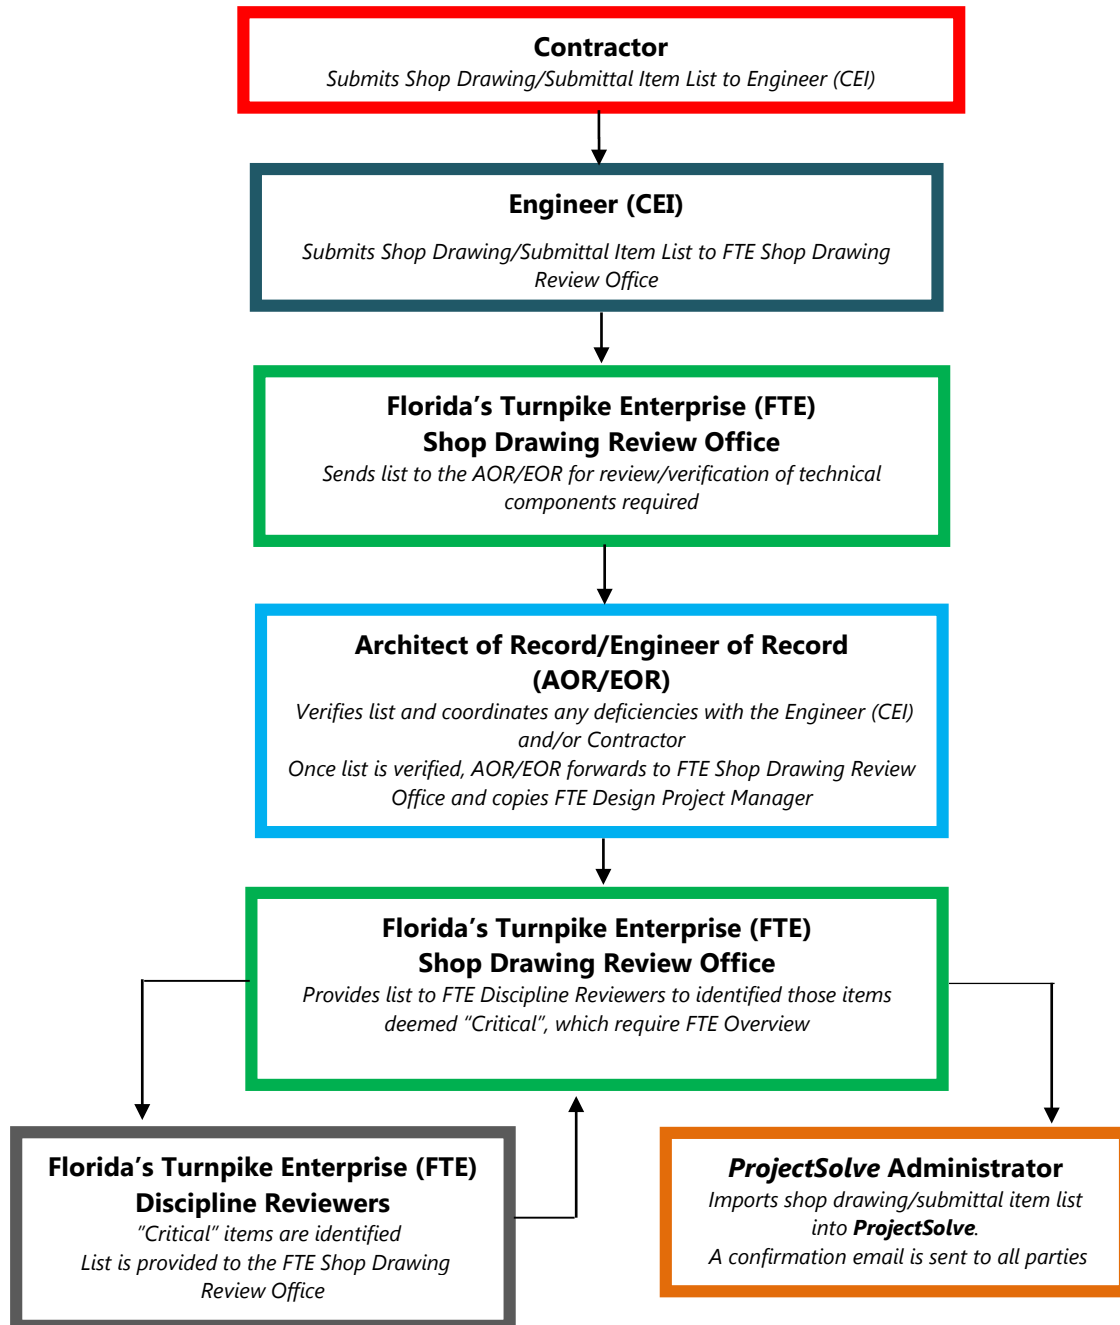 Contractor
Submits Shop Drawing/Submittal Item List to Engineer (CEI)
Engineer (CEI)
Submits Shop Drawing/Submittal Item List to FTE Shop Drawing
Review Office
Florida’s Turnpike Enterprise (FTE)
Shop Drawing Review Office
Sends list to the AOR/EOR for review/verification of technical
components required
Architect of Record/Engineer of Record
(AOR/EOR)
Verifies list and coordinates any deficiencies with the Engineer (CEI)
and/or Contractor
Once list is verified, AOR/EOR forwards to FTE Shop Drawing Review
Office and copies FTE Design Project Manager
Florida’s Turnpike Enterprise (FTE)
Shop Drawing Review Office
Provides list to FTE Discipline Reviewers to identified those items
deemed “Critical”, which require FTE Overview
Florida’s Turnpike Enterprise (FTE)
Discipline Reviewers
“Critical” items are identified
List is provided to the FTE Shop Drawing
Review Office
ProjectSolve Administrator
Imports shop drawing/submittal item list
into ProjectSolve.
A confirmation email is sent to all parties